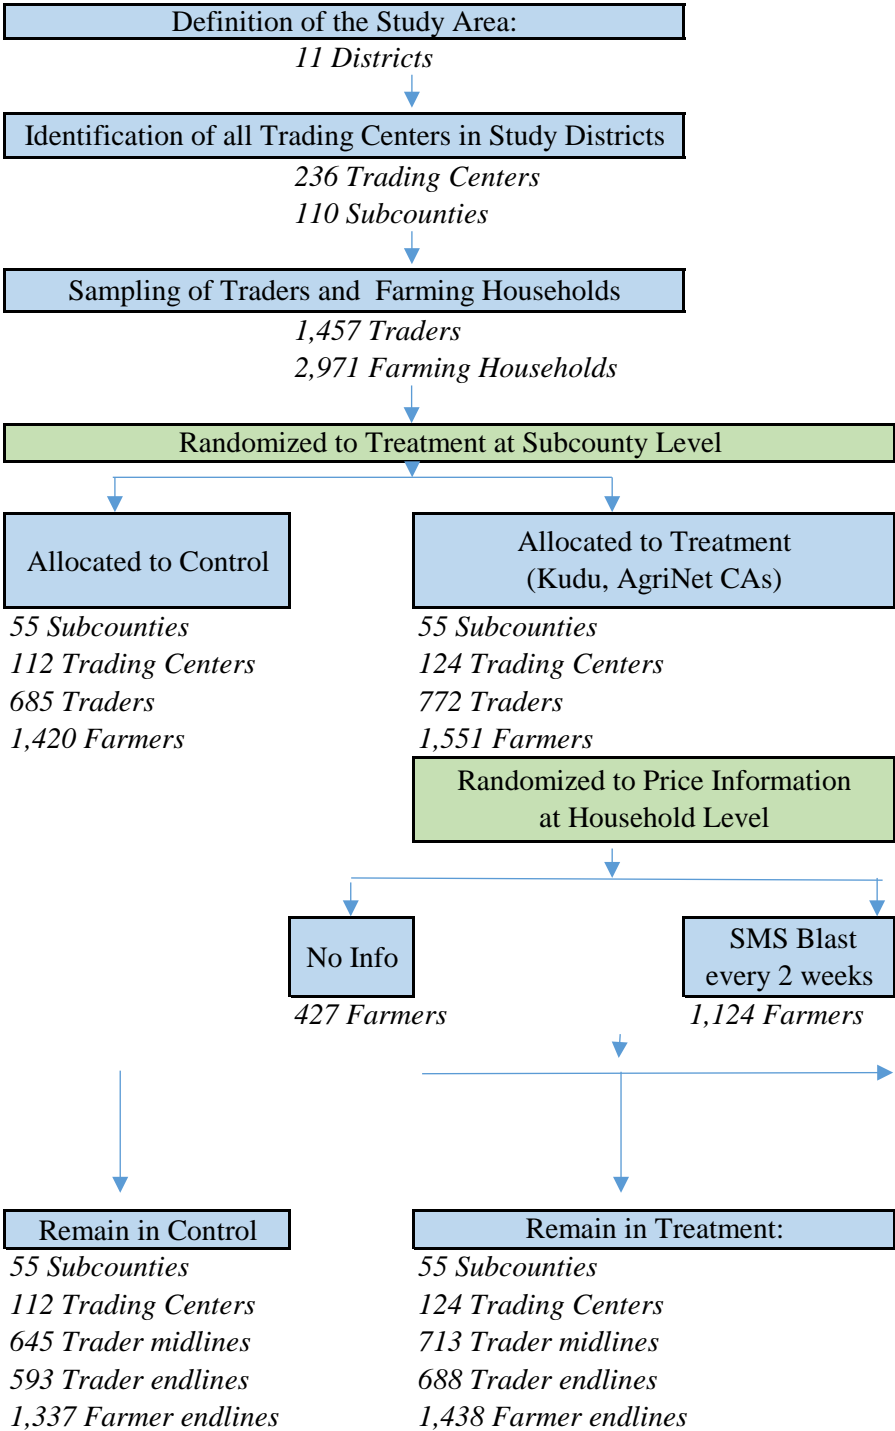 Definition of the Study Area:
11 Districts
Identification of all Trading Centers in Study Districts
236 Trading Centers
110 Subcounties
Sampling of Traders and Farming Households
1,457 Traders
2,971 Farming Households
Randomized to Treatment at Subcounty Level
Allocated to Control
55 Subcounties
112 Trading Centers
685 Traders
1,420 Farmers
Allocated to Treatment
(Kudu, AgriNet CAs)
55 Subcounties
124 Trading Centers
772 Traders
1,551 Farmers
Randomized to Price Information
at Household Level
No Info
427 Farmers
SMS Blast
every 2 weeks
1,124 Farmers
Remain in Control
55 Subcounties
112 Trading Centers
645 Trader midlines
593 Trader endlines
1,337 Farmer endlines
Remain in Treatment:
55 Subcounties
124 Trading Centers
713 Trader midlines
688 Trader endlines
1,438 Farmer endlines